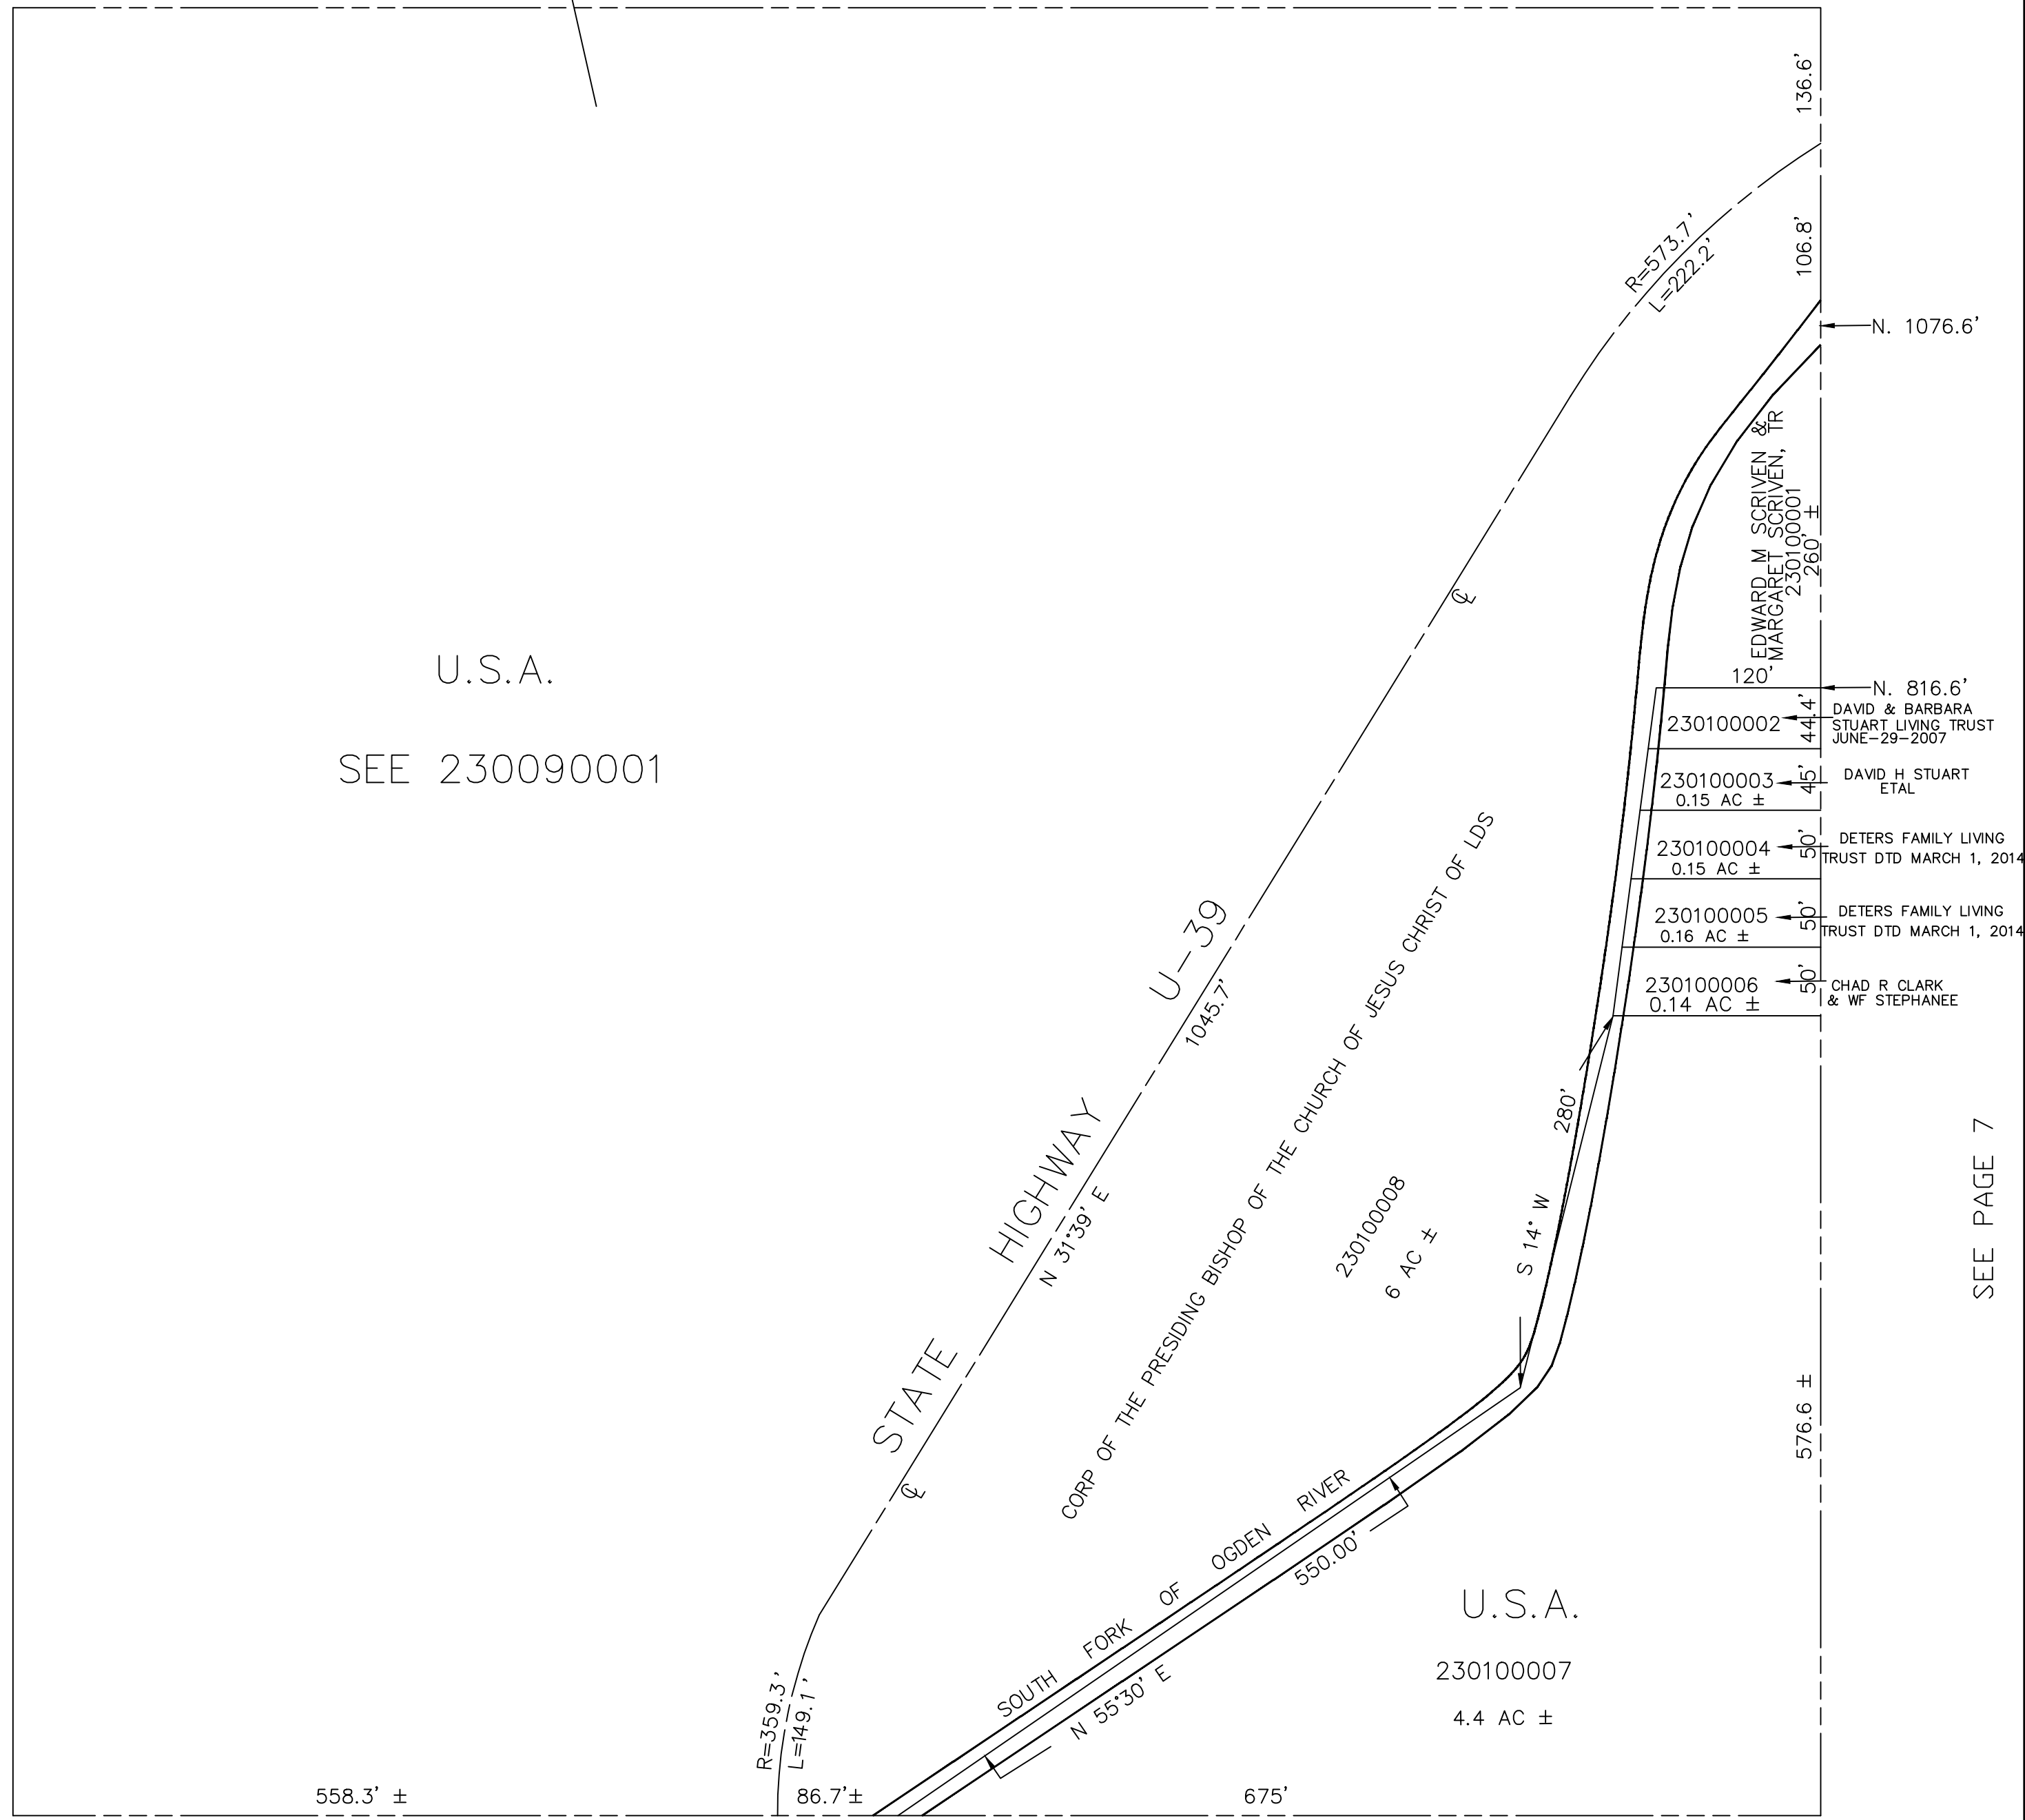 136.6'
R=573.7'
L=222.2'
106.8'
N. 1076.6'
EDWARD M SCRIVEN &
MARGARET SCRIVEN, TR
230100001
260' ±
℄
U.S.A.
SEE 230090001
120'
N. 816.6'
230100002
44.4'
DAVID & BARBARA
STUART LIVING TRUST
JUNE-29-2007
230100003
0.15 AC ±
45'
DAVID H STUART
ETAL
230100004
0.15 AC ±
50'
DETERS FAMILY LIVING
TRUST DTD MARCH 1, 2014
230100005
0.16 AC ±
50'
DETERS FAMILY LIVING
TRUST DTD MARCH 1, 2014
230100006
0.14 AC ±
50'
CHAD R CLARK
& WF STEPHANEE
STATE HIGHWAY U-39
1045.7'
N 31°39' E
℄
CORP OF THE PRESIDING BISHOP OF THE CHURCH OF JESUS CHRIST OF LDS
230100008
6 AC ±
280'
S 14° W
SEE PAGE 7
576.6 ±
SOUTH FORK OF OGDEN RIVER
550.00'
N 55°30' E
U.S.A.
230100007
4.4 AC ±
R=359.3'
L=149.1'
558.3' ±
86.7'±
675'